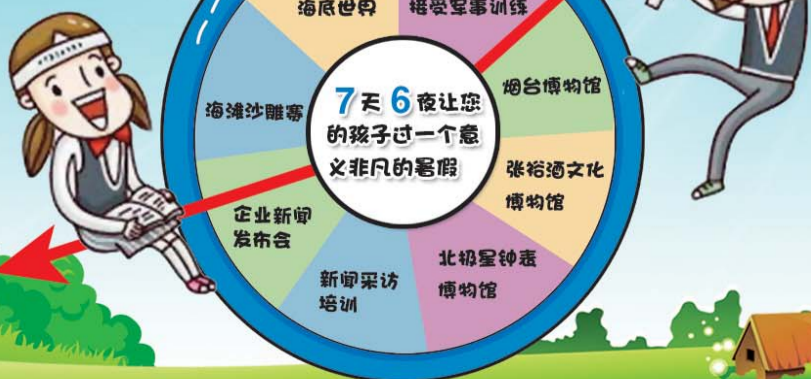 海底世界
接受军事训练
烟台博物馆
海滩沙雕赛
7天6夜让您
的孩子过一个意
义非凡的暑假
张裕酒文化
博物馆
企业新闻
发布会
北极星钟表
博物馆
新闻采访
培训